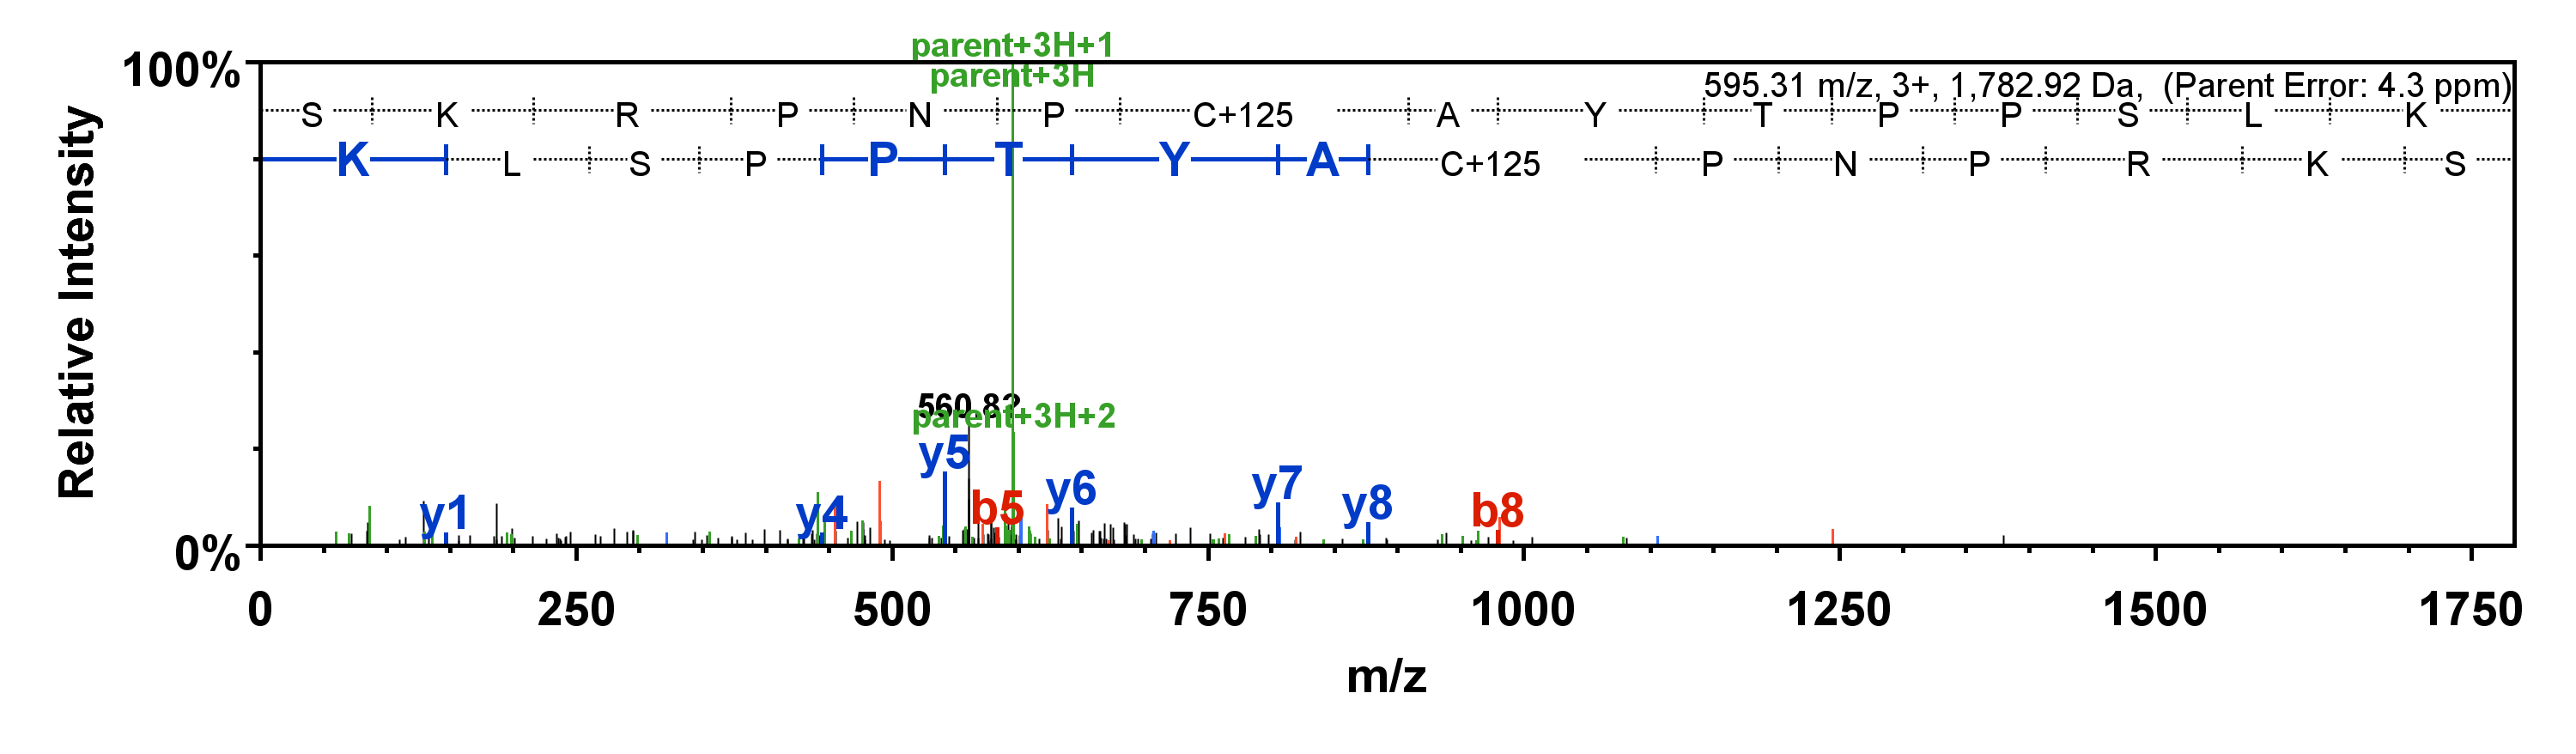 parent+3H+1
100%
parent+3H
595.31 m/z, 3+, 1,782.92 Da, (Parent Error: 4.3 ppm)
S K R P N P C+125 A Y T P P S L K
K L S P P T Y A C+125 P N P R K S
Relative Intensity
560.82
parent+3H+2
y5
y1 y4 b5 y6 y7 y8 b8
0%
0 250 500 750 1000 1250 1500 1750
m/z